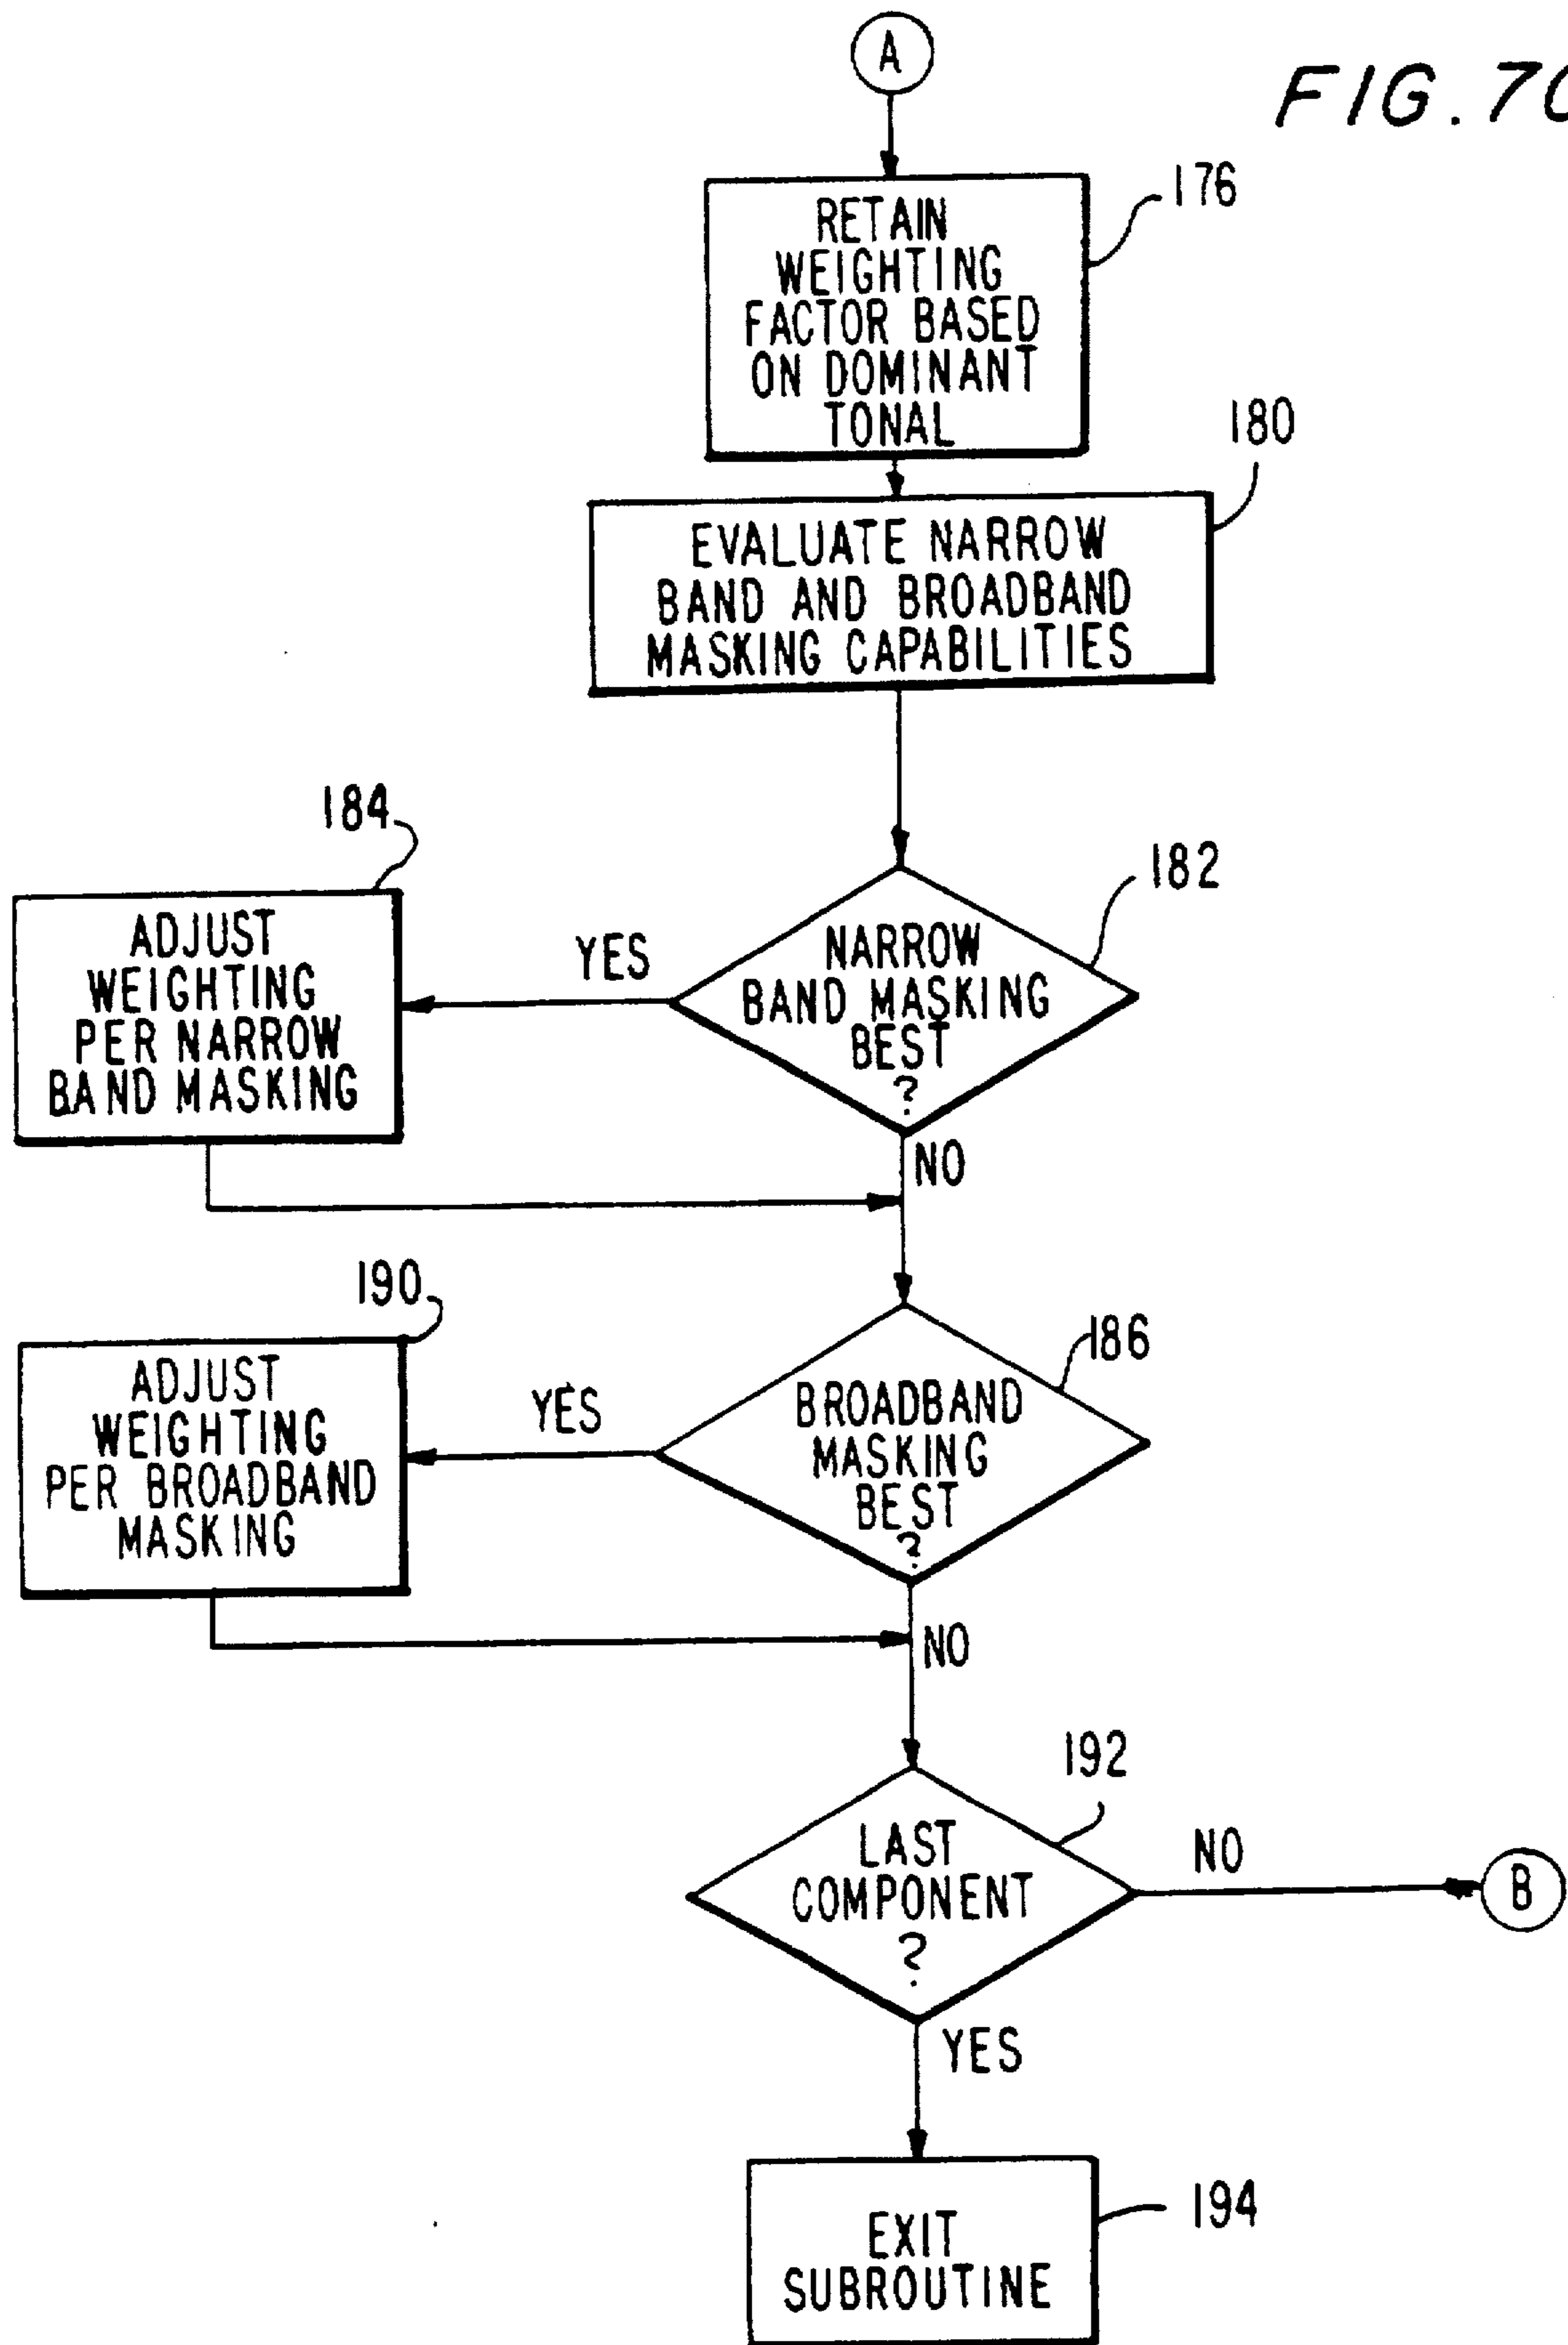 A
FIG. 7C
176
RETAIN
WEIGHTING
FACTOR BASED
ON DOMINANT
TONAL
180
EVALUATE NARROW
BAND AND BROADBAND
MASKING CAPABILITIES
184
182
ADJUST
WEIGHTING
PER NARROW
BAND MASKING
YES
NARROW
BAND MASKING
BEST
?
NO
190
186
ADJUST
WEIGHTING
PER BROADBAND
MASKING
YES
BROADBAND
MASKING
BEST
?
NO
192
LAST
COMPONENT
?
NO
B
YES
194
EXIT
SUBROUTINE